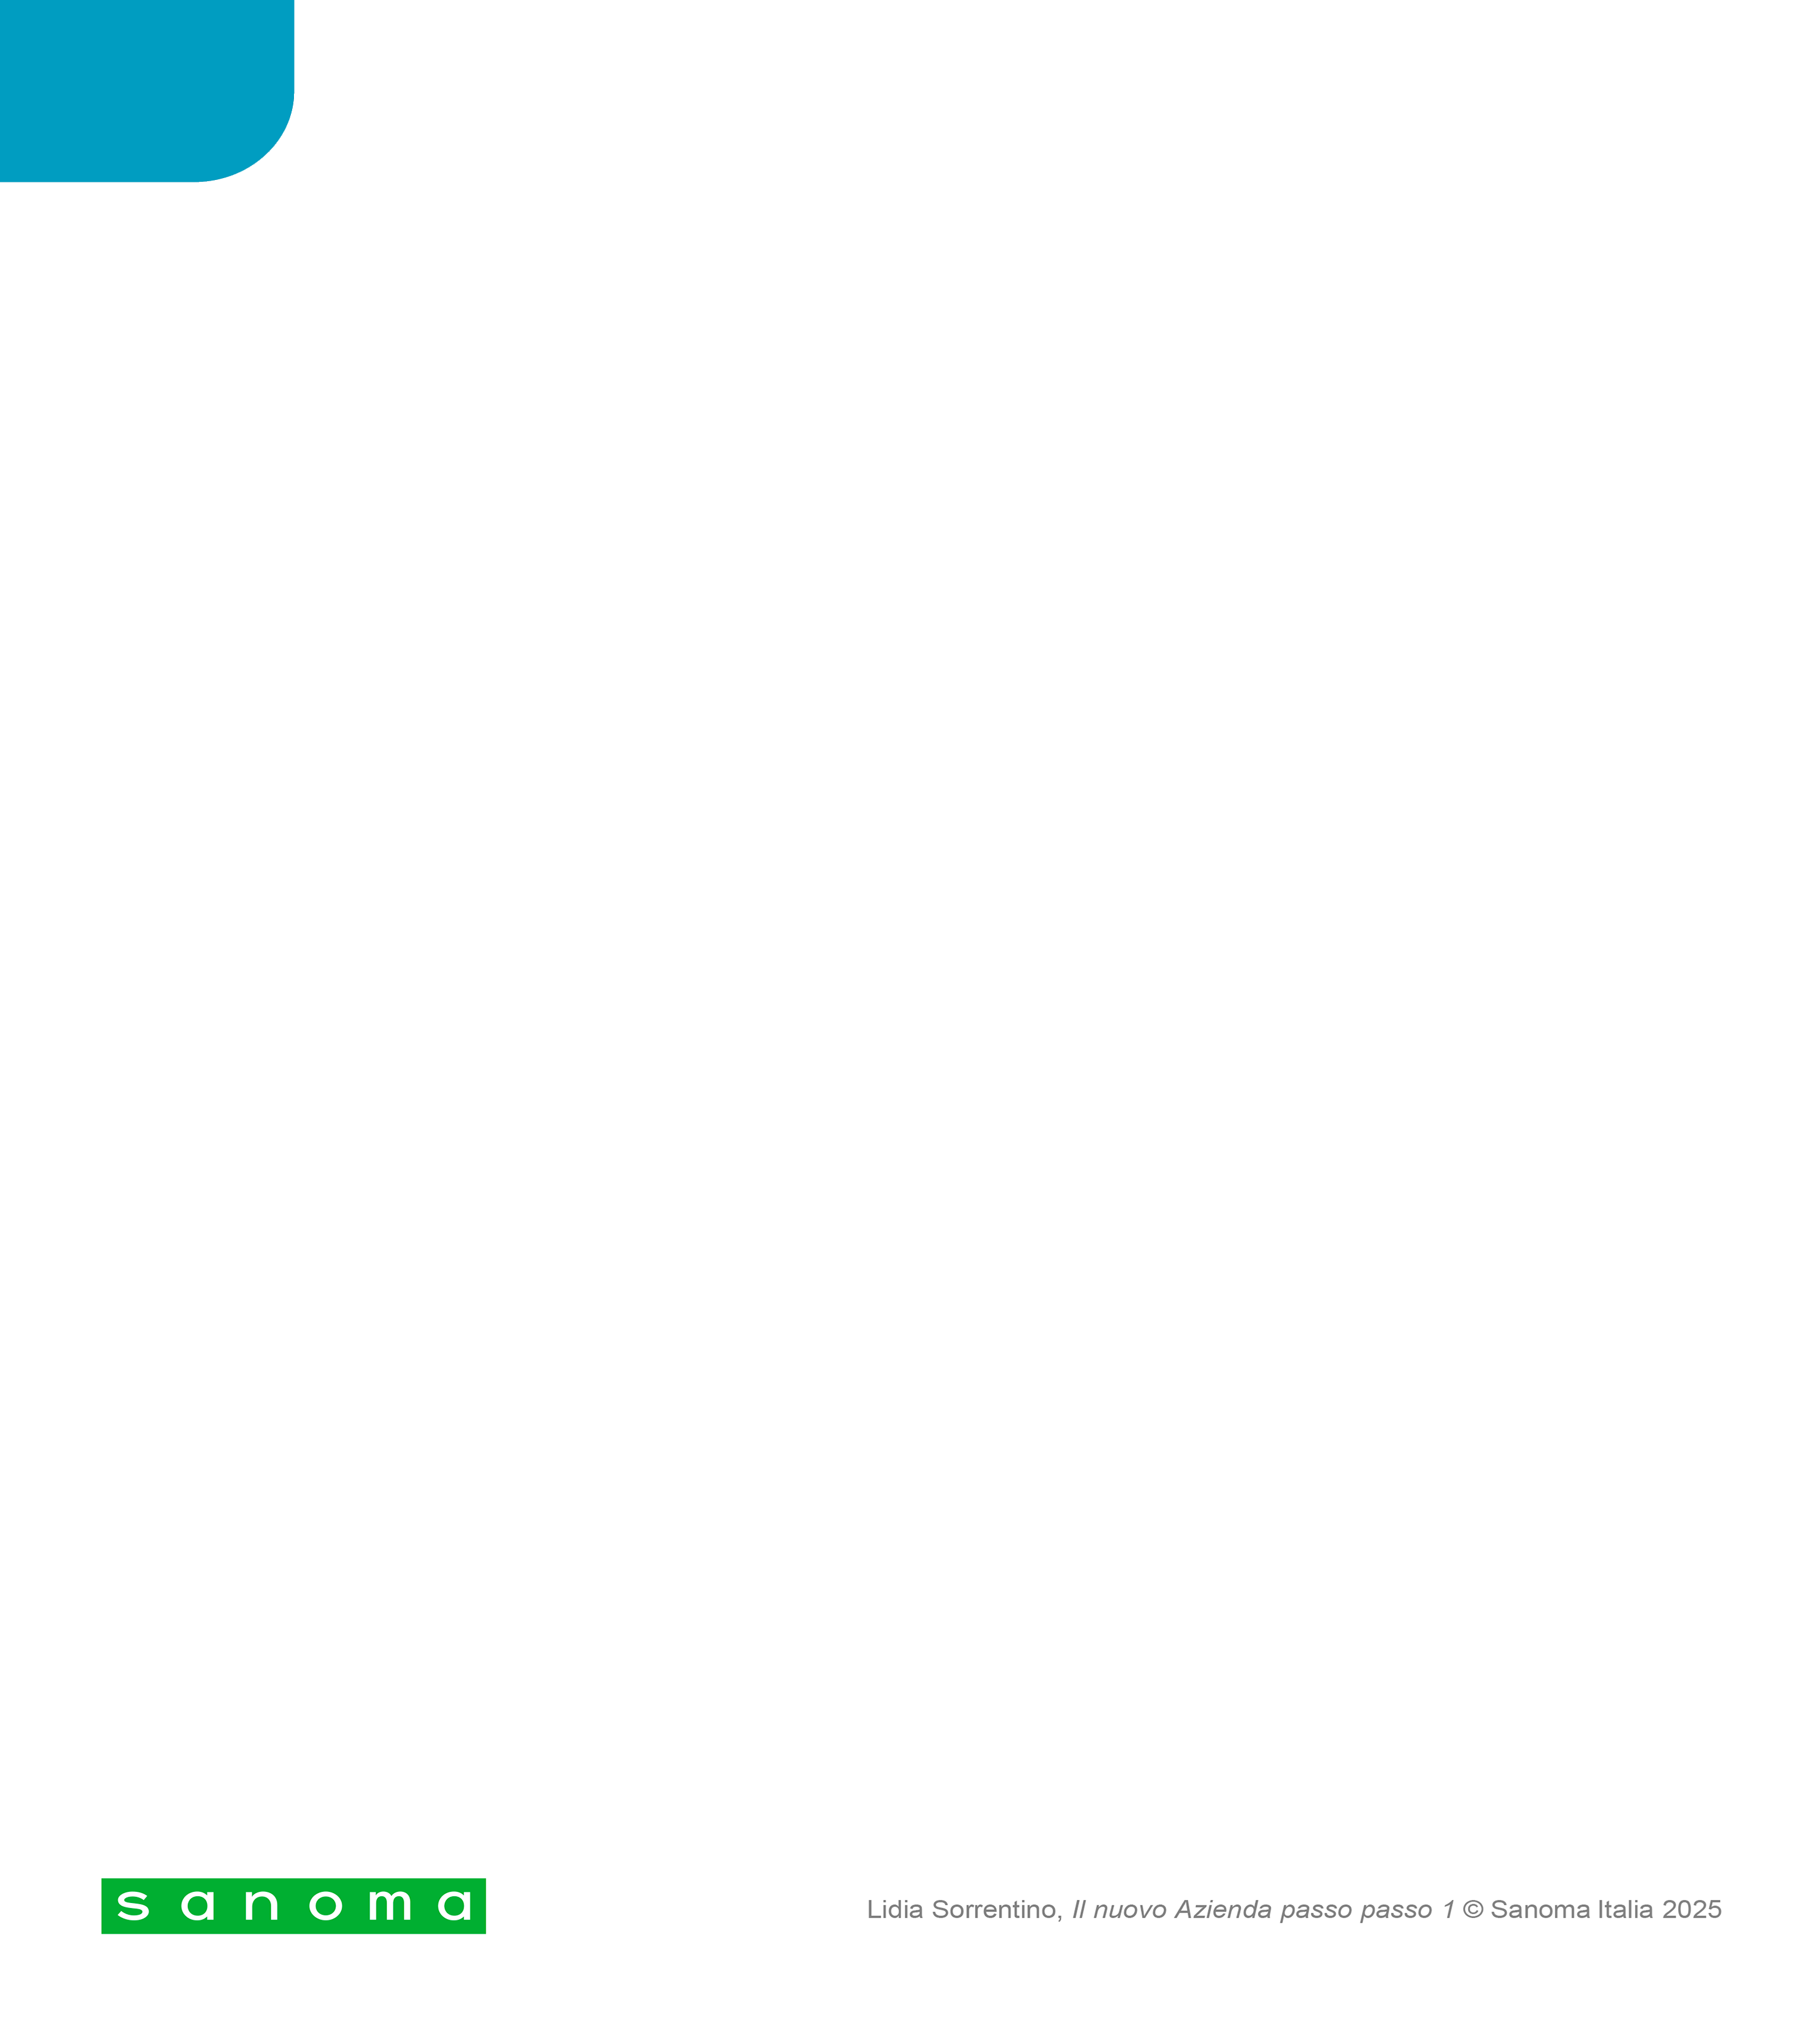 sanoma
Lidia Sorrentino, Il nuovo Azienda passo passo 1 © Sanoma Italia 2025